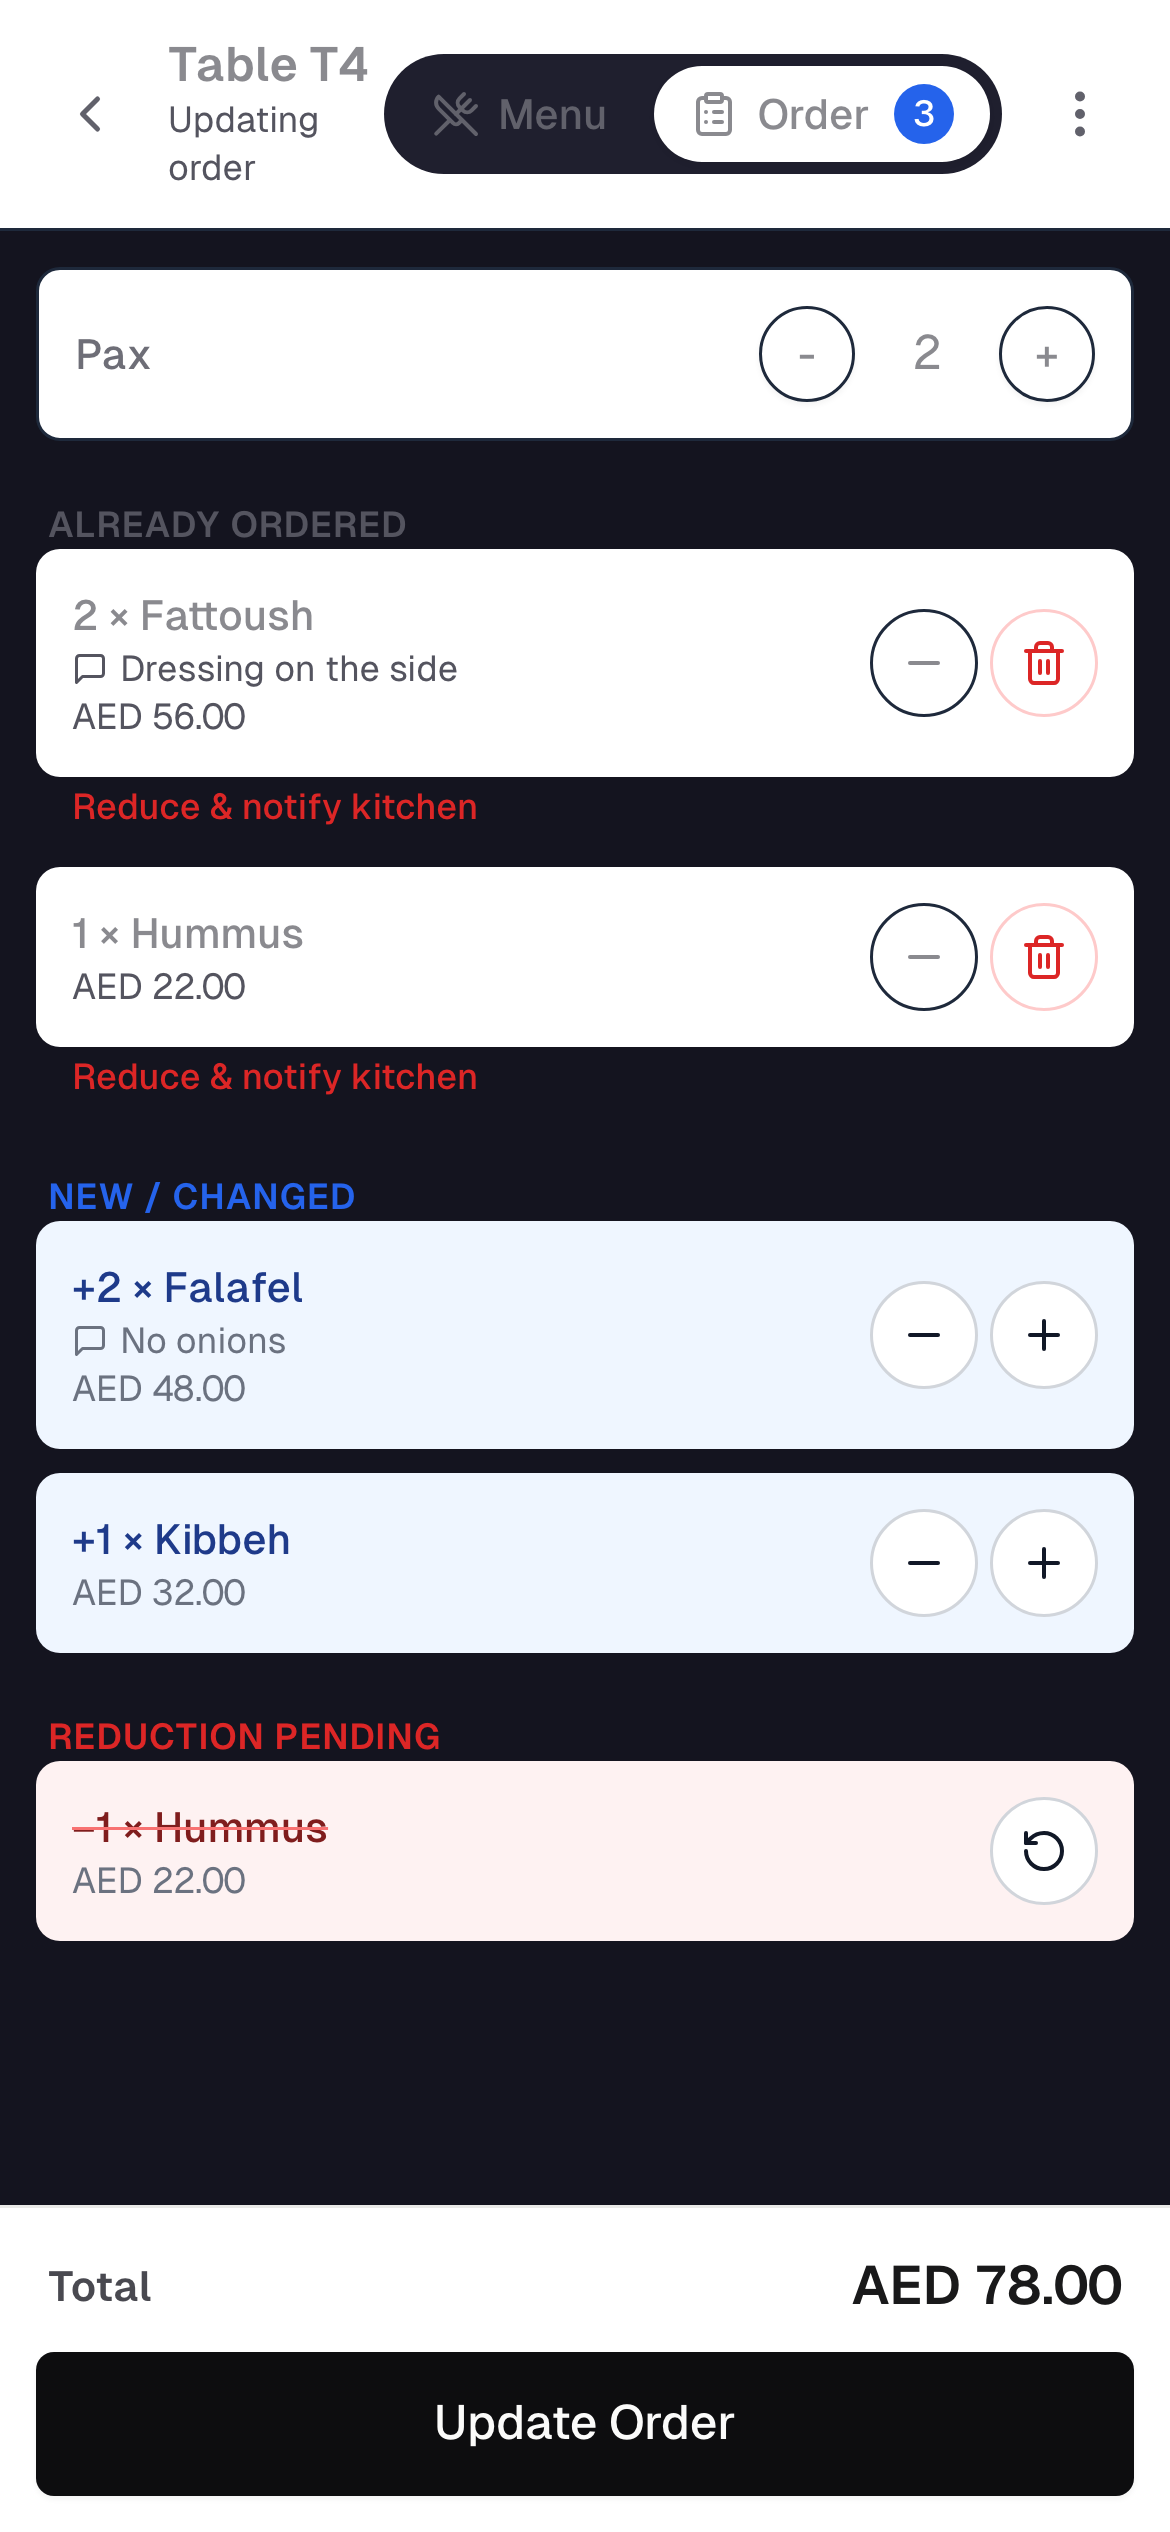 Table T4
Updating
order
Menu
Order 3
Pax
- 2 +
ALREADY ORDERED
2 × Fattoush
Dressing on the side
AED 56.00
Reduce & notify kitchen
1 × Hummus
AED 22.00
Reduce & notify kitchen
NEW / CHANGED
+2 × Falafel
No onions
AED 48.00
+1 × Kibbeh
AED 32.00
REDUCTION PENDING
−1 × Hummus
AED 22.00
Total AED 78.00
Update Order